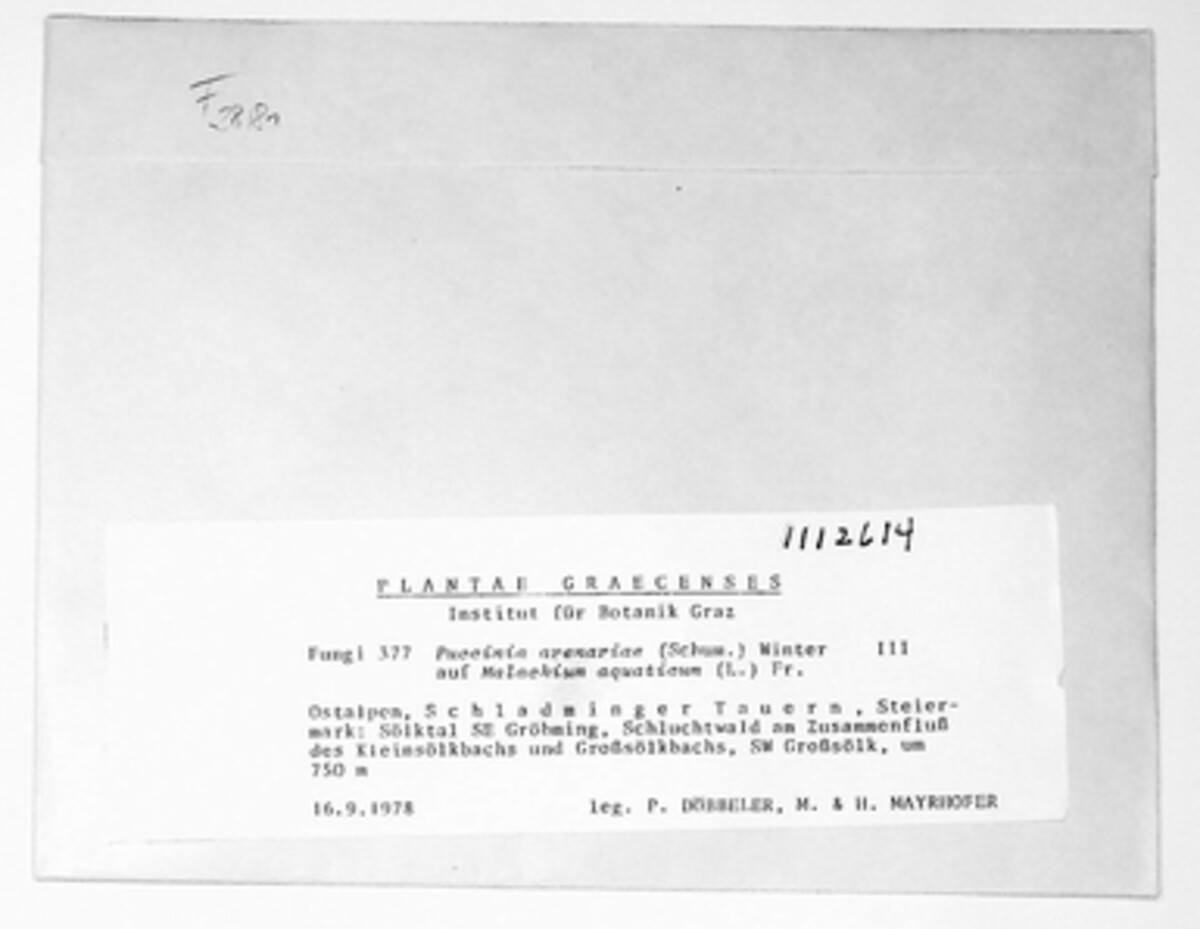 1112614
PLANTAE GRAECENSES
Institut für Botanik Graz
Fungi 377 Puccinia arenariae (Schum.) Winter III
auf Malachium aquaticum (L.) Fr.
Ostalpen, Schladminger Tauern, Steier-
mark: Sölktal SE Gröbming, Schluchtwald am Zusammenfluß
des Kleinsölkbachs und Großsölkbachs, SW Großsölk, um
750 m
16.9.1978 leg. P. DÖBBELER, M. & H. MAYRHOFER